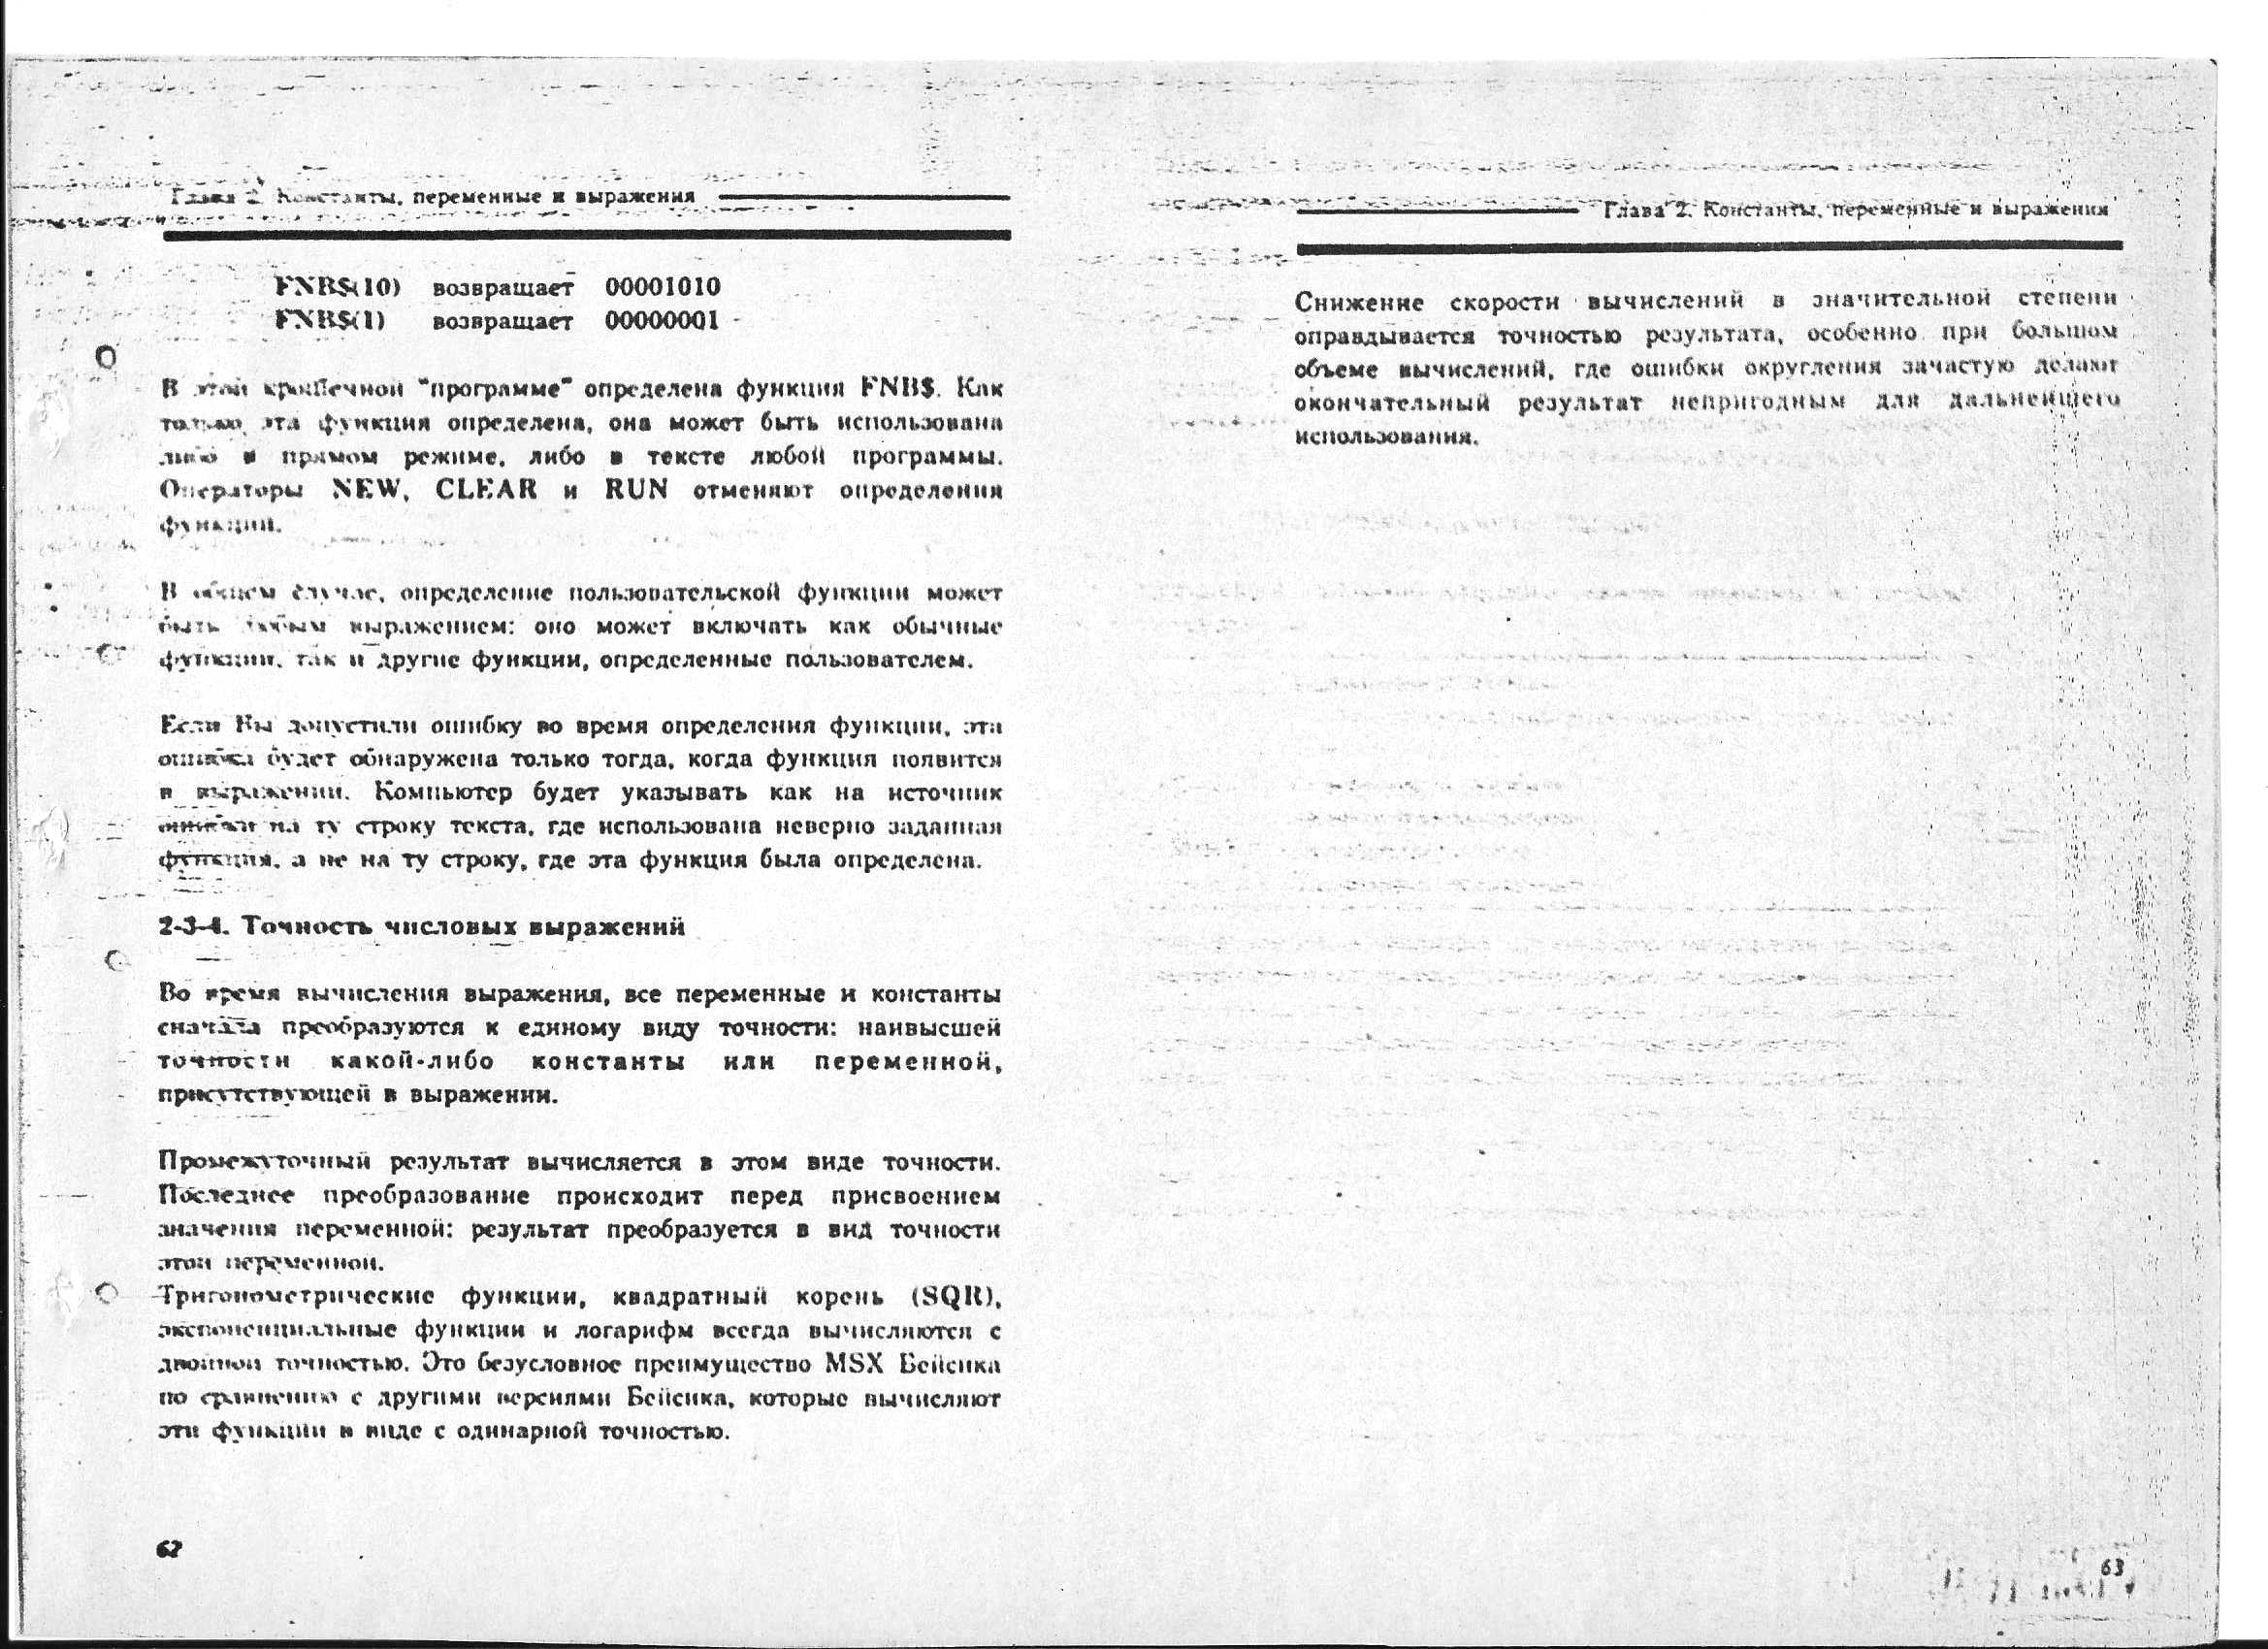 Глава 2. Константы, переменные и выражения
FNB$(10) возвращает 00001010
FNB$(1) возвращает 00000001
В этой крошечной "программе" определена функция FNB$. Как
только эта функция определена, она может быть использована
либо в прямом режиме, либо в тексте любой программы.
Операторы NEW, CLEAR и RUN отменяют определения
функции.
В общем случае, определение пользовательской функции может
быть любым выражением: оно может включать как обычные
функции, так и другие функции, определенные пользователем.
Если Вы допустили ошибку во время определения функции, эта
ошибка будет обнаружена только тогда, когда функция появится
в выражении. Компьютер будет указывать как на источник
ошибки на ту строку текста, где использована неверно заданная
функция, а не на ту строку, где эта функция была определена.
2-3-4. Точность числовых выражений
Во время вычисления выражения, все переменные и константы
сначала преобразуются к единому виду точности: наивысшей
точности какой-либо константы или переменной,
присутствующей в выражении.
Промежуточный результат вычисляется в этом виде точности.
Последнее преобразование происходит перед присвоением
значения переменной: результат преобразуется в вид точности
этой переменной.
Тригонометрические функции, квадратный корень (SQR),
экспоненциальные функции и логарифм всегда вычисляются с
двойной точностью. Это безусловное преимущество MSX Бейсика
по сравнению с другими версиями Бейсика, которые вычисляют
эти функции в виде с одинарной точностью.
62
Глава 2. Константы, переменные и выражения
Снижение скорости вычислений в значительной степени
оправдывается точностью результата, особенно при большом
объеме вычислений, где ошибки округления зачастую делают
окончательный результат непригодным для дальнейшего
использования.
63